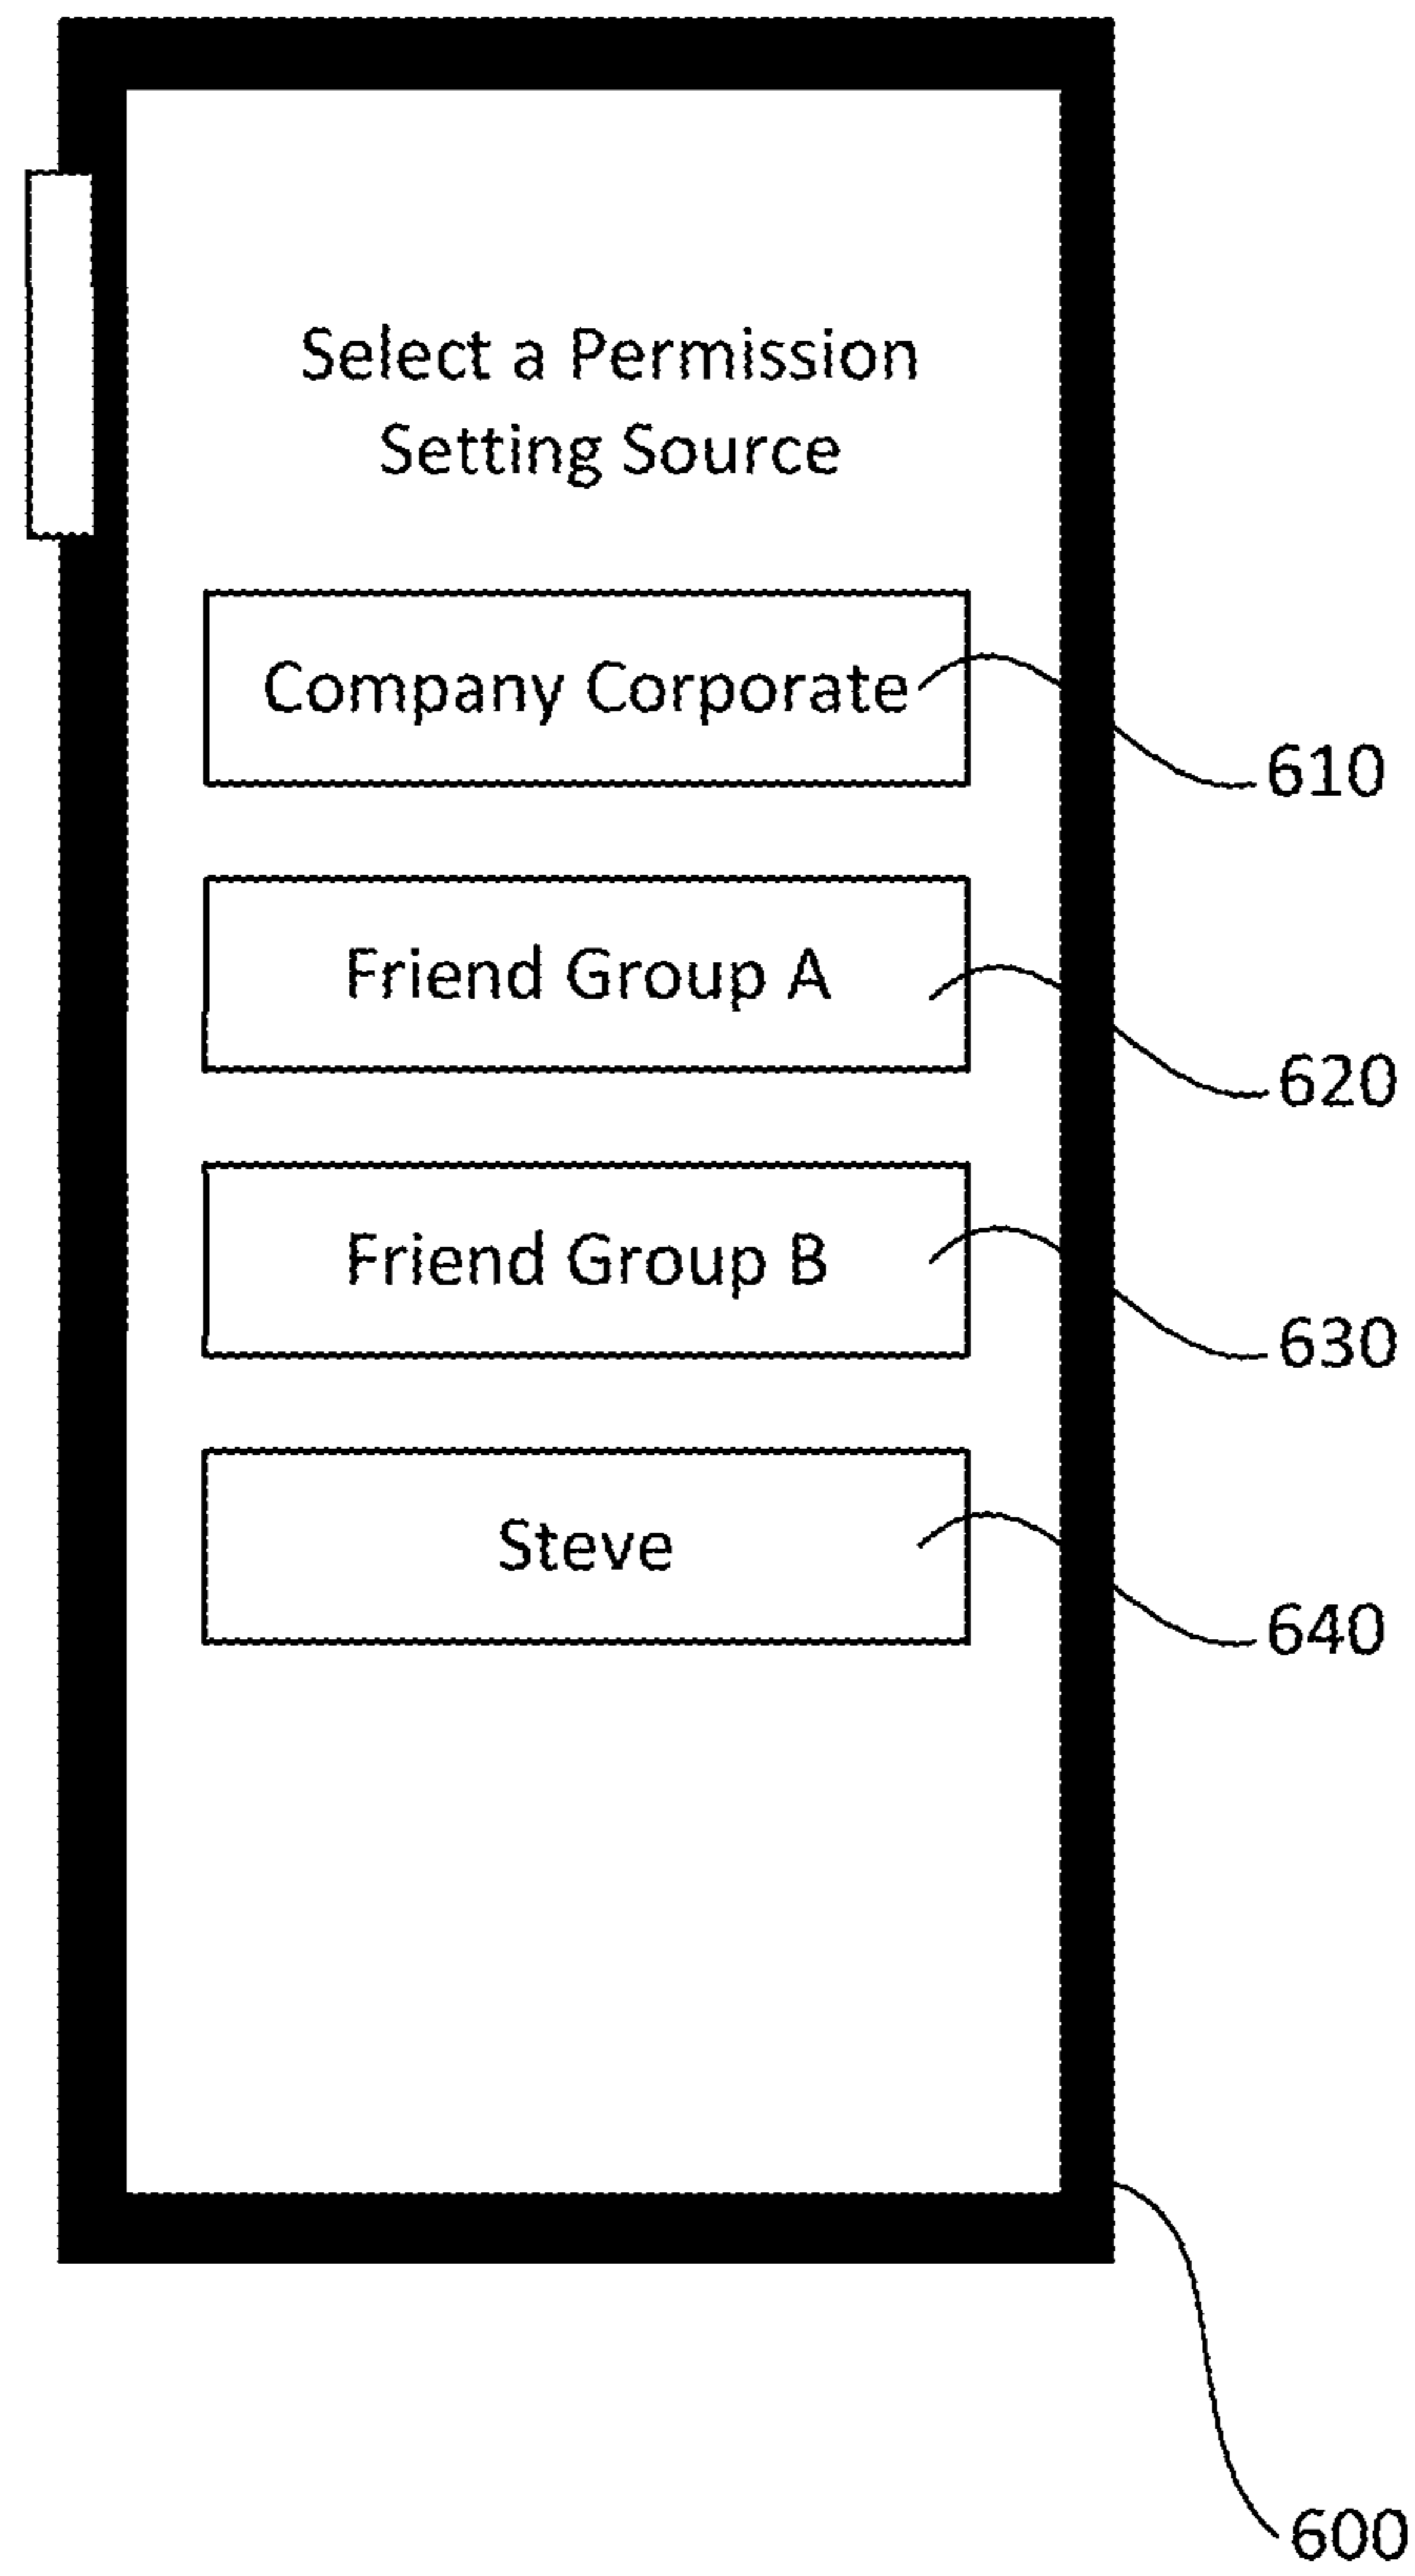 Select a Permission
Setting Source
Company Corporate
610
Friend Group A
620
Friend Group B
630
Steve
640
600